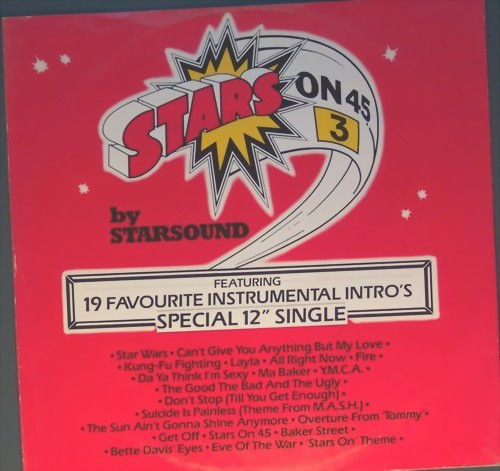 STARS
ON 45
3
by
STARSOUND
FEATURING
19 FAVOURITE INSTRUMENTAL INTRO'S
SPECIAL 12" SINGLE
• Star Wars • Can't Give You Anything But My Love •
• Kung-Fu Fighting • Layla • All Right Now • Fire •
• Da Ya Think I'm Sexy • Ma Baker • Y.M.C.A. •
• The Good The Bad And The Ugly •
• Don't Stop (Till You Get Enough) •
• Suicide Is Painless (Theme From M.A.S.H.) •
• The Sun Ain't Gonna Shine Anymore • Overture From 'Tommy' •
• Get Off • Stars On 45 • Baker Street •
• Bette Davis' Eyes • Eve Of The War • 'Stars On' Theme •